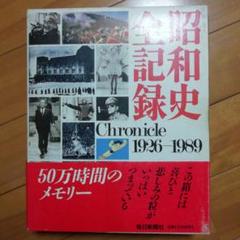 昭和史
全記録
Chronicle
1926-1989
この箱には
喜びと
悲しみの粒が
いっぱい
つまっている
50万時間の
メモリー
毎日新聞社